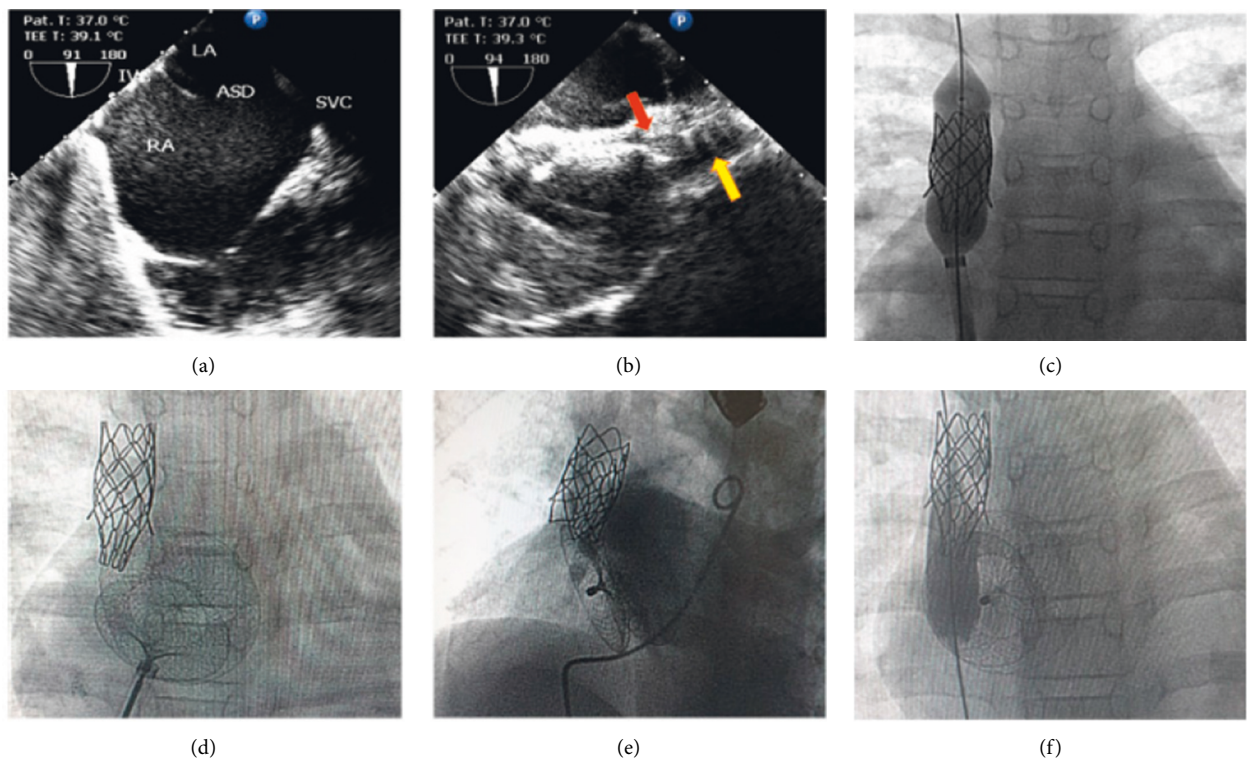 Pat. T: 37.0 °C
TEE T: 39.1 °C
0 91 180
P
LA
IV
ASD
SVC
RA
Pat. T: 37.0 °C
TEE T: 39.3 °C
0 94 180
P
(a)
(b)
(c)
(d)
(e)
(f)